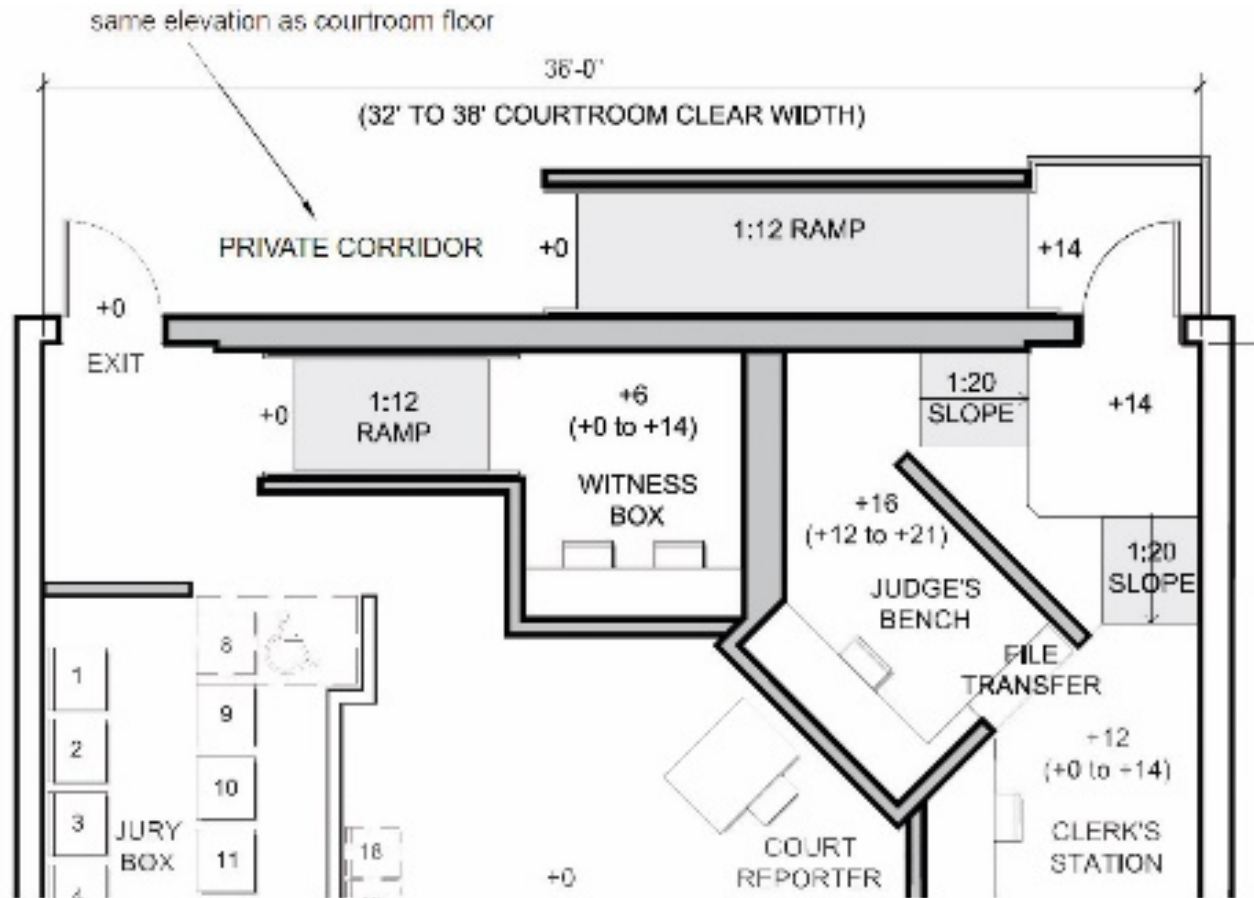 same elevation as courtroom floor
36'-0"
(32' TO 38' COURTROOM CLEAR WIDTH)
1:12 RAMP
PRIVATE CORRIDOR
+0
+14
+0
EXIT
1:12
RAMP
+0
+6
(+0 to +14)
WITNESS
BOX
1:20
SLOPE
+14
+16
(+12 to +21)
JUDGE'S
BENCH
1:20
SLOPE
FILE
TRANSFER
8
1
9
2
10
3
JURY
BOX
11
4
18
+0
COURT
REPORTER
+12
(+0 to +14)
CLERK'S
STATION